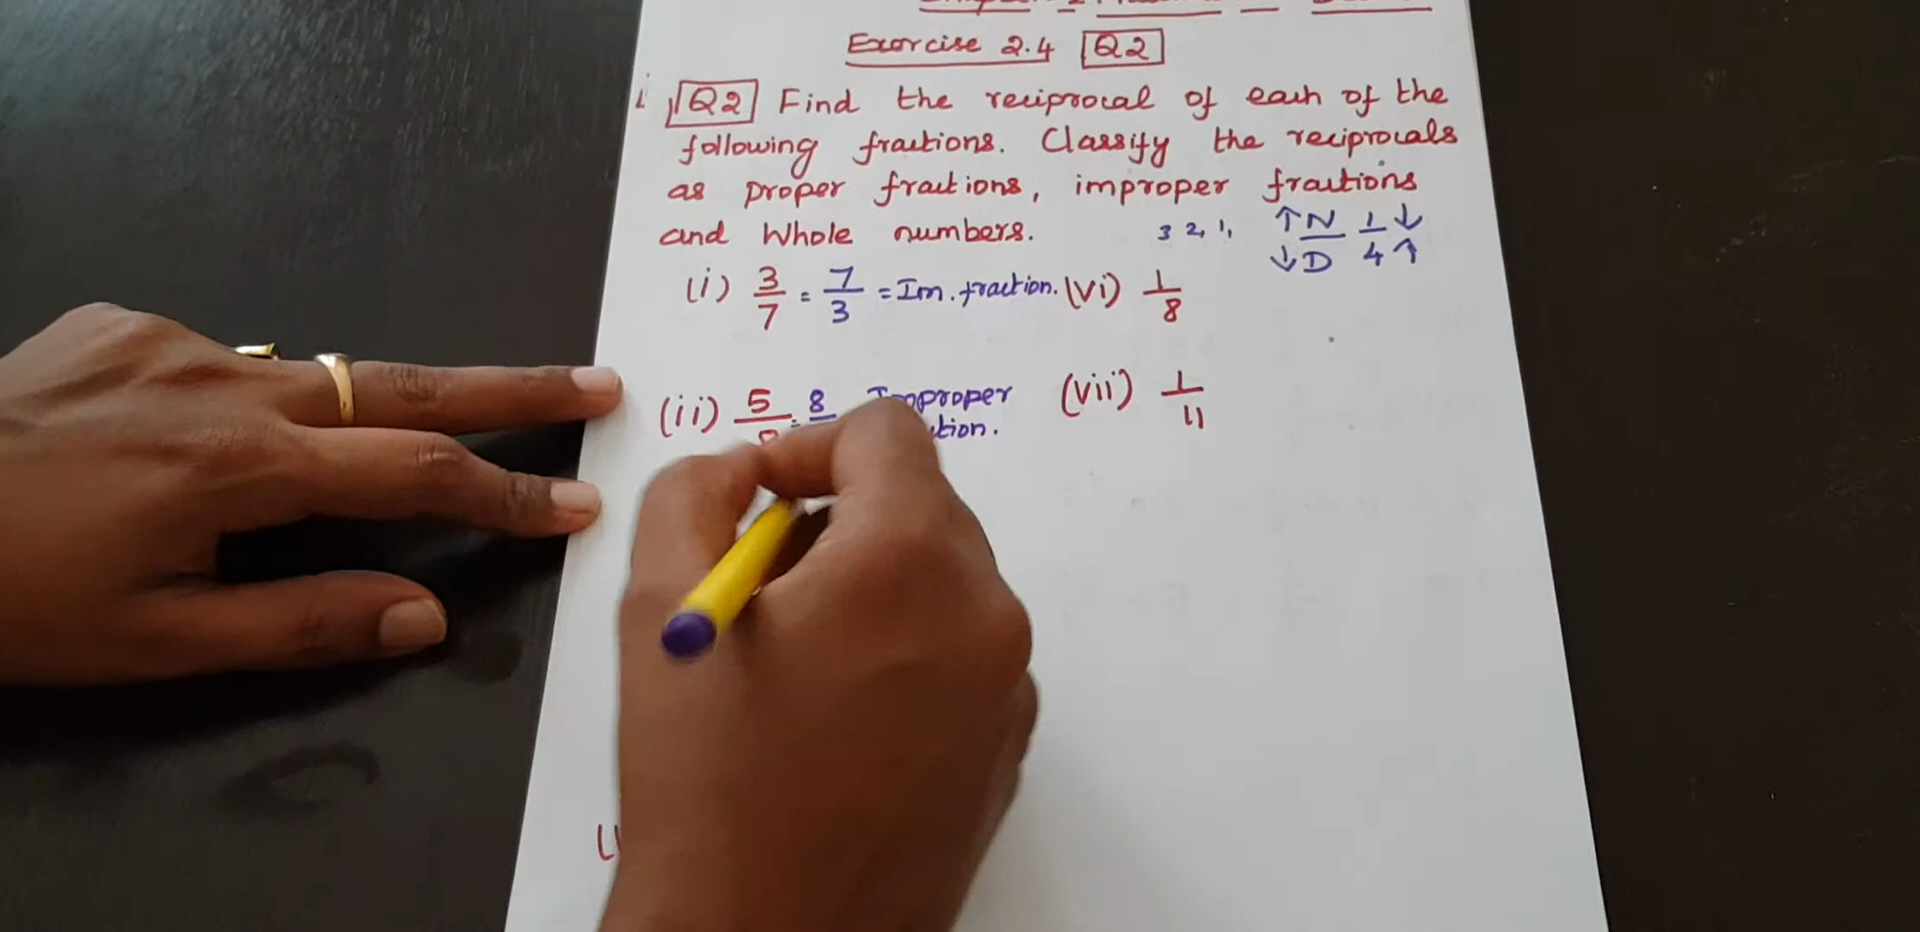 Exercise 2.4 Q2
Q2 Find the reciprocal of each of the
following fractions. Classify the reciprocals
as proper fractions, improper fractions
and Whole numbers. 3 2, 1, ↑N/↓D 1/4 ↓↑
(i) 3/7 = 7/3 = Im. fraction. (vi) 1/8
(ii) 5/8 = 8 Improper (vii) 1/11